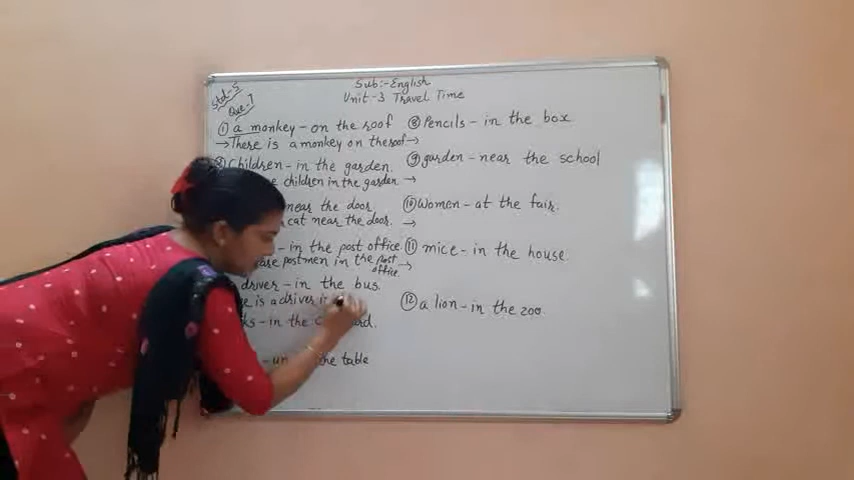 Sub:- English
Unit-3 Travel Time
Std-5
Que-1
① a monkey - on the roof
→ There is a monkey on the roof
② Children - in the garden.
children in the garden
near the door
cat near the door.
- in the post office.
are postmen in the post office
driver - in the bus.
is a driver i
ks - in the
the table
⑧ Pencils - in the box
→
⑨ garden - near the school
→
⑩ Women - at the fair.
→
⑪ mice - in the house
→
⑫ a lion - in the zoo.